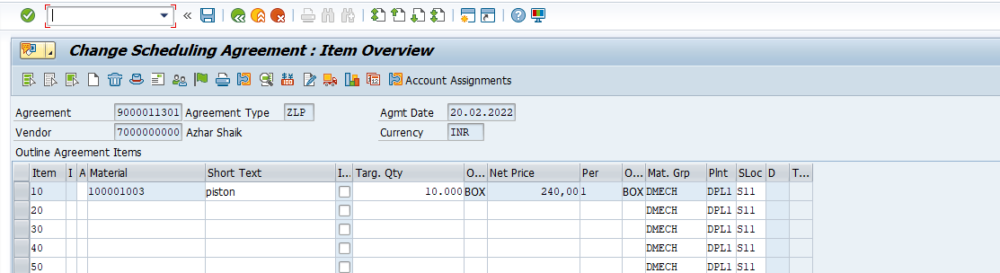 Change Scheduling Agreement : Item Overview
Account Assignments
Agreement 9000011301 Agreement Type ZLP Agmt Date 20.02.2022
Vendor 7000000000 Azhar Shaik Currency INR
Outline Agreement Items
Item I A Material Short Text I... Targ. Qty O... Net Price Per O... Mat. Grp Plnt SLoc D T...
10 100001003 piston 10.000 BOX 240,00 1 BOX DMECH DPL1 S11
20 DMECH DPL1 S11
30 DMECH DPL1 S11
40 DMECH DPL1 S11
50 DMECH DPL1 S11